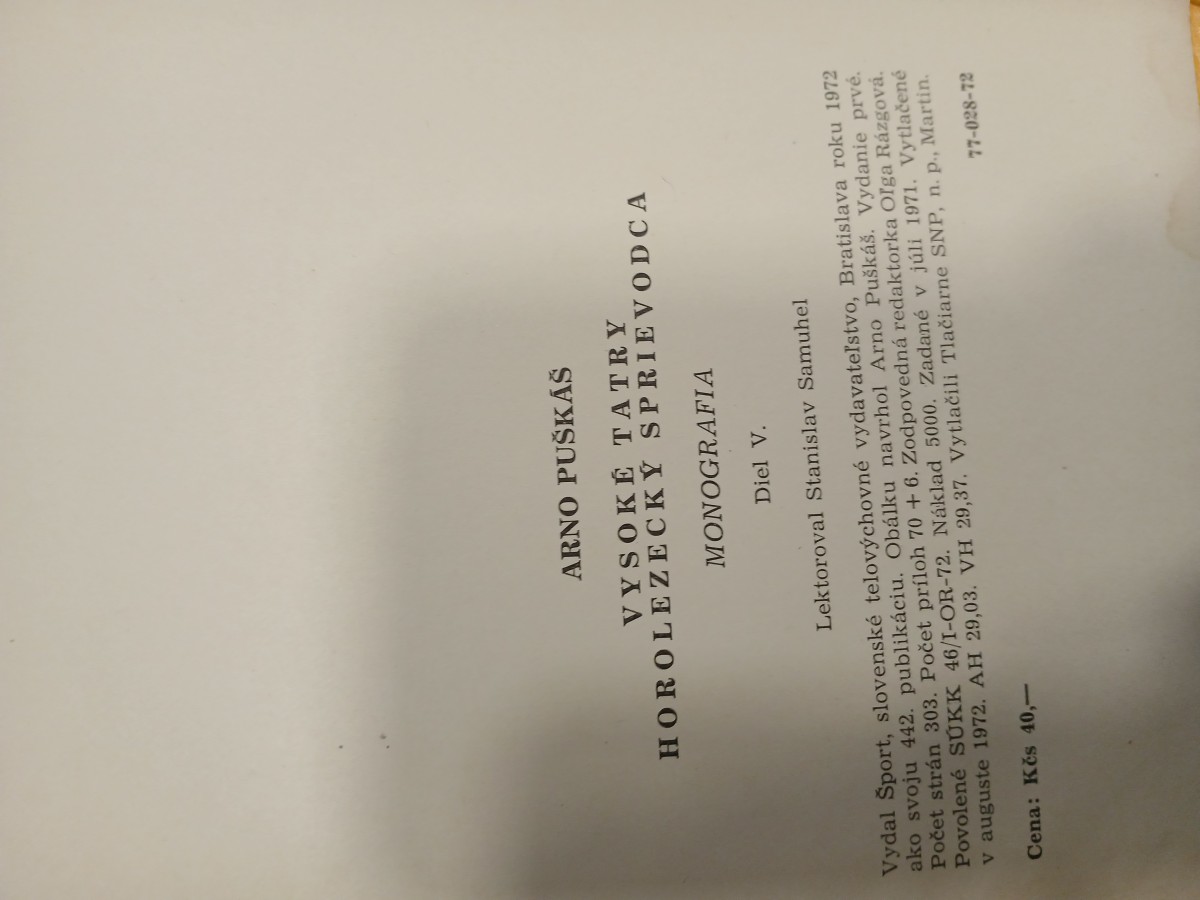 ARNO PUŠKÁŠ
VYSOKÉ TATRY
HOROLEZECKÝ SPRIEVODCA
MONOGRAFIA
Diel V.
Lektoroval Stanislav Samuhel
Vydal Šport, slovenské telovýchovné vydavateľstvo, Bratislava roku 1972
ako svoju 442. publikáciu. Obálku navrhol Arno Puškáš. Vydanie prvé.
Počet strán 303. Počet príloh 70 + 6. Zodpovedná redaktorka Oľga Rázgová.
Povolené SÚKK 46/I-OR-72. Náklad 5000. Zadané v júli 1971. Vytlačené
v auguste 1972. AH 29,03. VH 29,37. Vytlačili Tlačiarne SNP, n. p., Martin.
77-028-72
Cena: Kčs 40,—